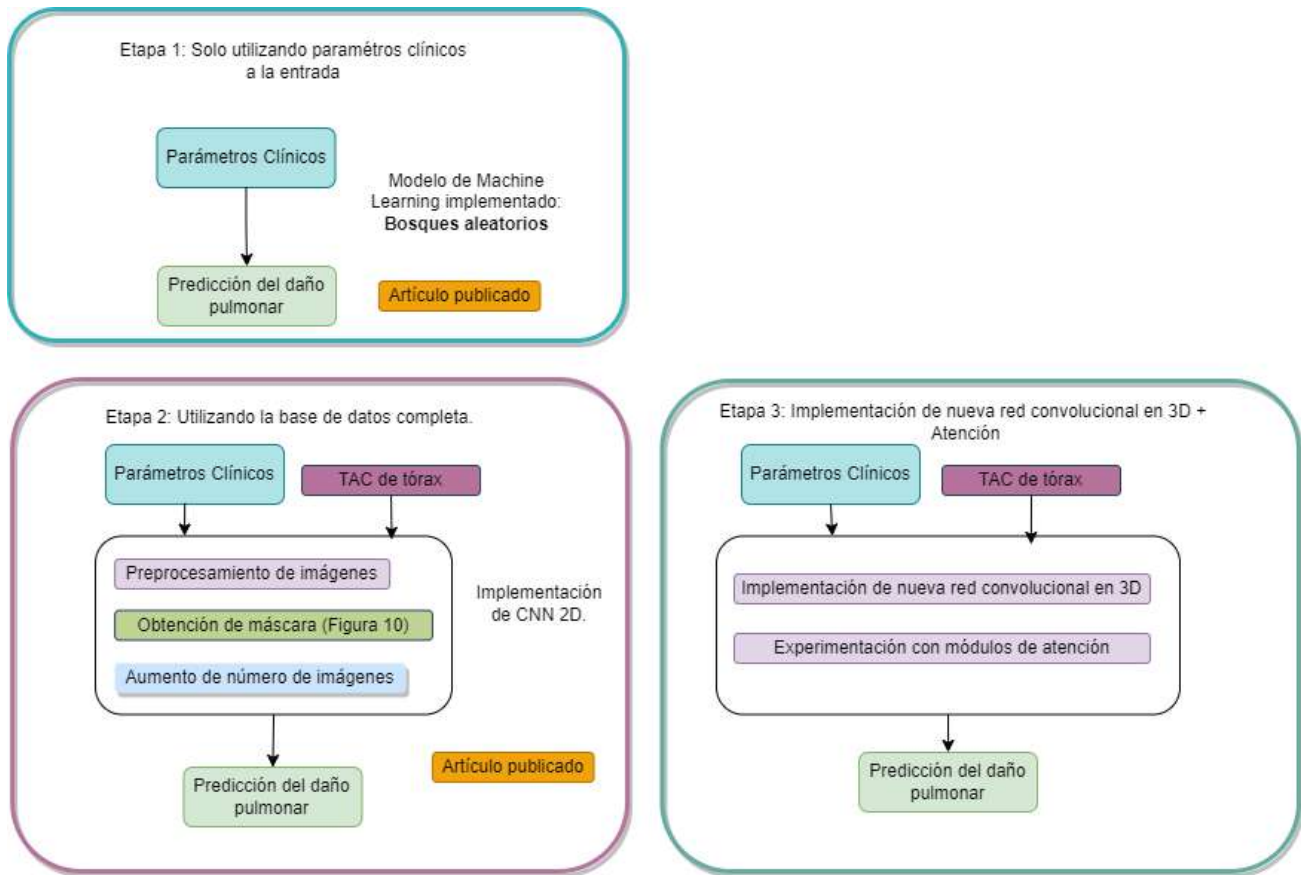 Etapa 1: Solo utilizando paramétros clínicos
a la entrada
Parámetros Clínicos
Modelo de Machine
Learning implementado:
Bosques aleatorios
Predicción del daño
pulmonar
Artículo publicado
Etapa 2: Utilizando la base de datos completa.
Parámetros Clínicos
TAC de tórax
Preprocesamiento de imágenes
Obtención de máscara (Figura 10)
Aumento de número de imágenes
Implementación
de CNN 2D.
Predicción del daño
pulmonar
Artículo publicado
Etapa 3: Implementación de nueva red convolucional en 3D +
Atención
Parámetros Clínicos
TAC de tórax
Implementación de nueva red convolucional en 3D
Experimentación con módulos de atención
Predicción del daño
pulmonar